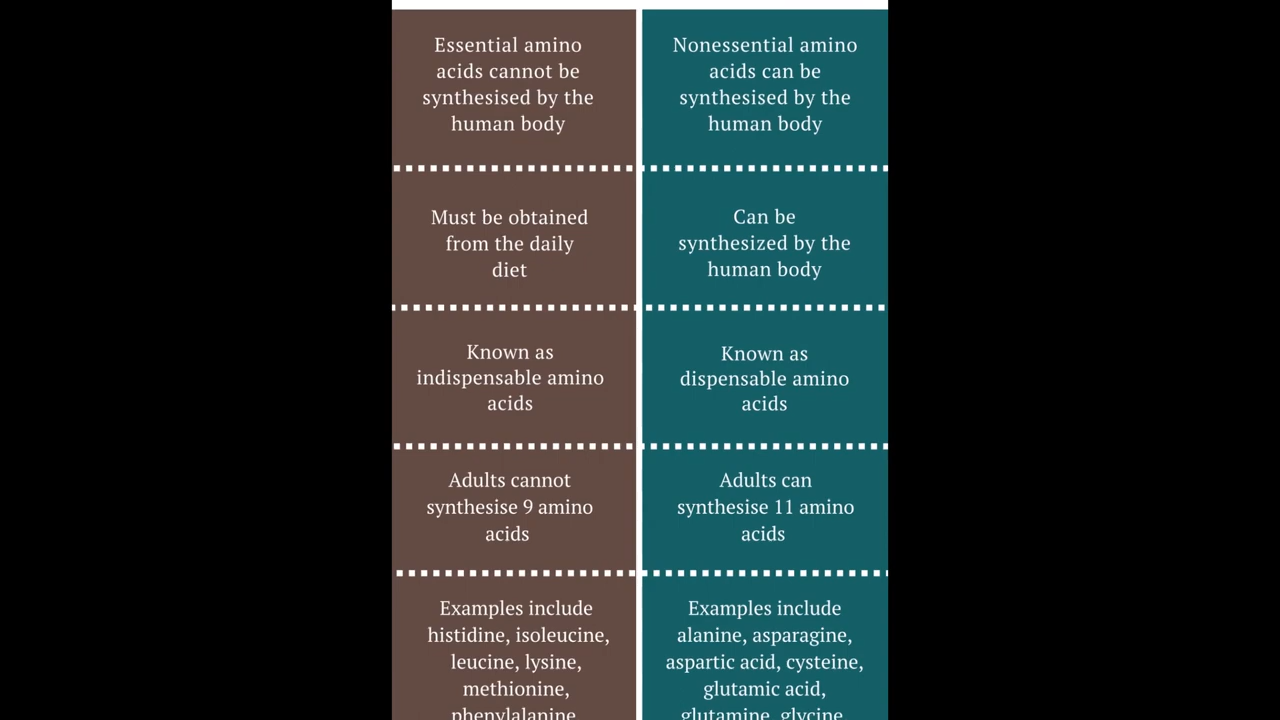 Essential amino
acids cannot be
synthesised by the
human body
Nonessential amino
acids can be
synthesised by the
human body
Must be obtained
from the daily
diet
Can be
synthesized by the
human body
Known as
indispensable amino
acids
Known as
dispensable amino
acids
Adults cannot
synthesise 9 amino
acids
Adults can
synthesise 11 amino
acids
Examples include
histidine, isoleucine,
leucine, lysine,
methionine,
phenylalanine
Examples include
alanine, asparagine,
aspartic acid, cysteine,
glutamic acid,
glutamine, glycine